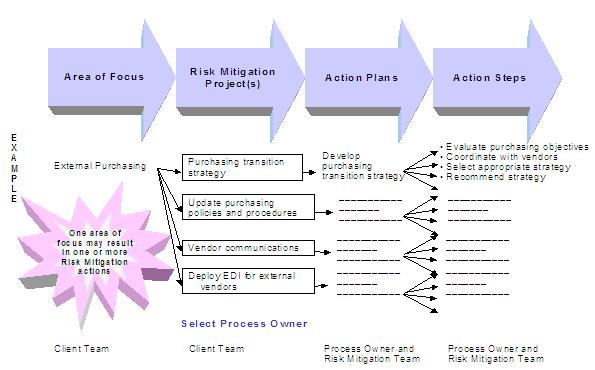 Area of Focus
Risk Mitigation
Project(s)
Action Plans
Action Steps
EXAMPLE
External Purchasing
Purchasing transition
strategy
Develop
purchasing
transition strategy
• Evaluate purchasing objectives
• Coordinate with vendors
• Select appropriate strategy
• Recommend strategy
Update purchasing
policies and procedures
Vendor communications
Deploy EDI for external
vendors
One area of
focus may result
in one or more
Risk Mitigation
actions
Select Process Owner
Client Team
Client Team
Process Owner and
Risk Mitigation Team
Process Owner and
Risk Mitigation Team